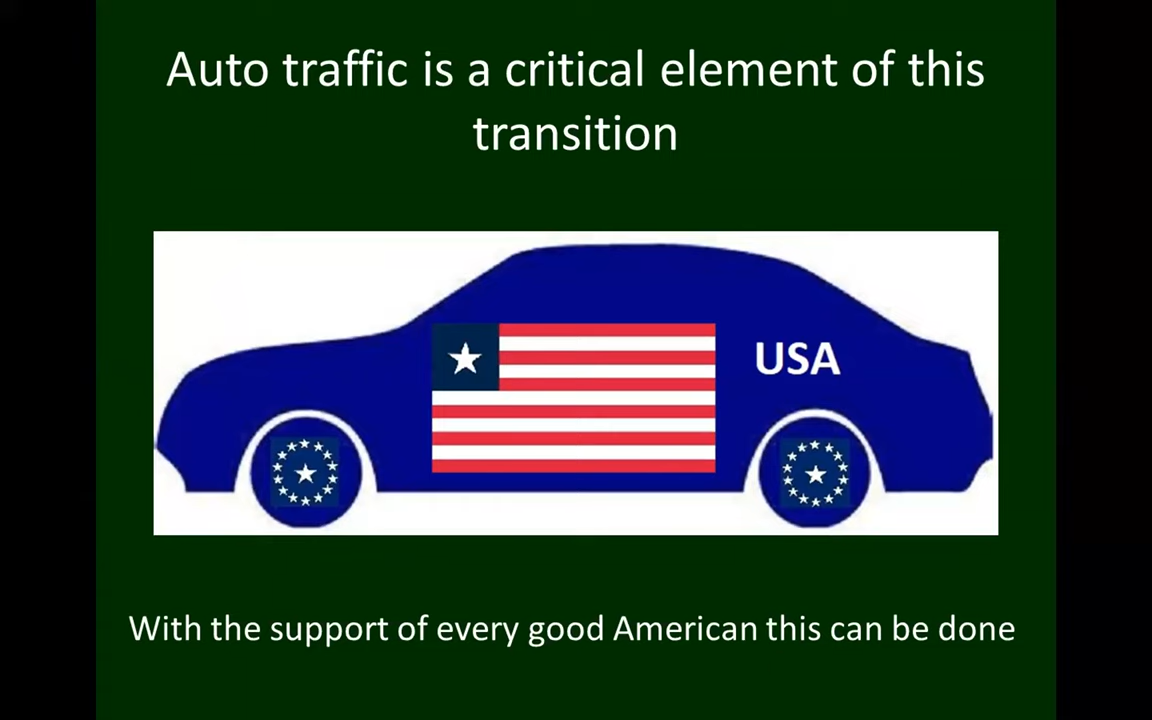 Auto traffic is a critical element of this
transition
USA
With the support of every good American this can be done